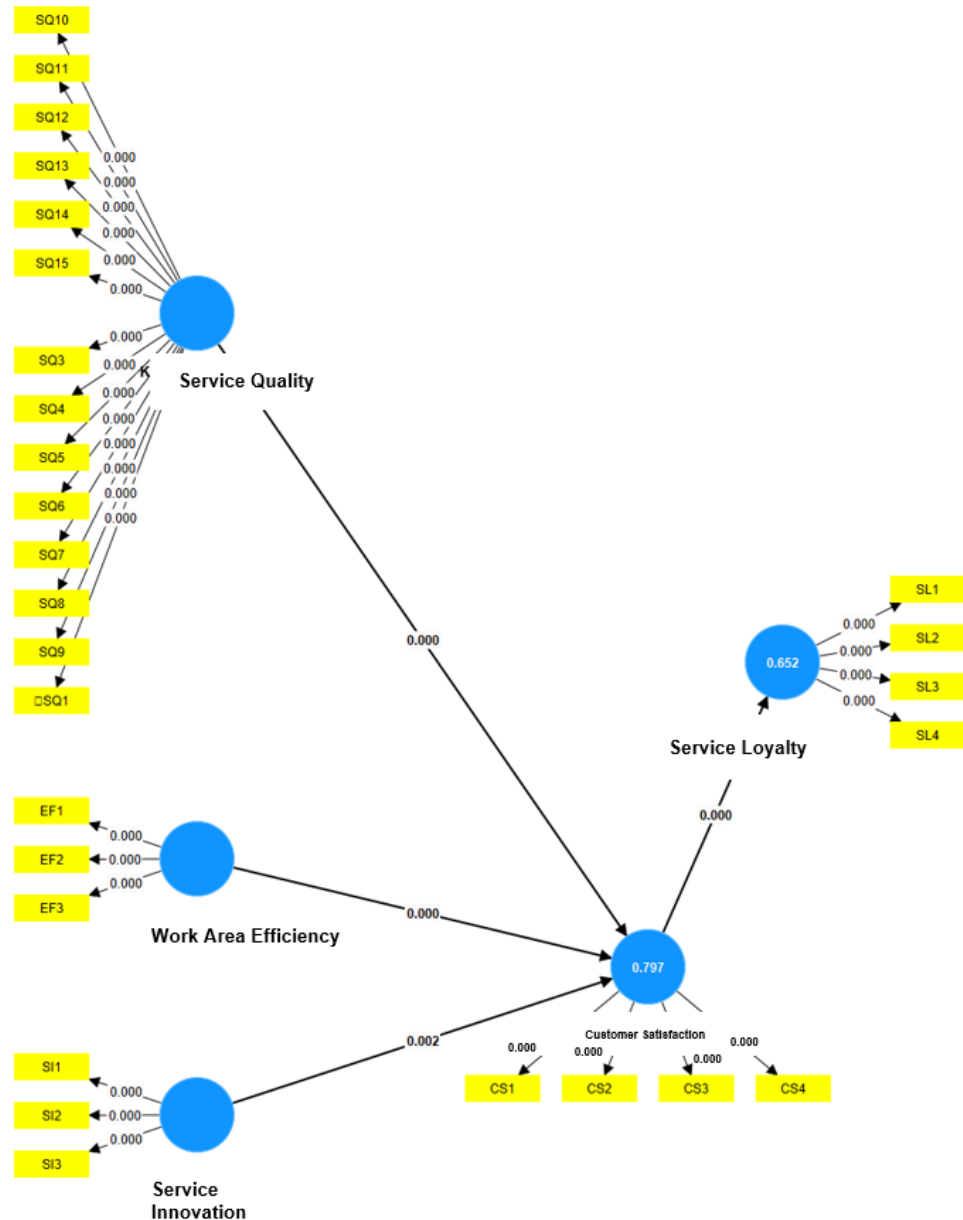 SQ10
SQ11
SQ12
SQ13
SQ14
SQ15
0.000
0.000
0.000
0.000
0.000
0.000
SQ3
SQ4
SQ5
SQ6
SQ7
SQ8
SQ9
□SQ1
0.000
0.000
0.000
0.000
0.000
0.000
0.000
0.000
K
Service Quality
0.000
SL1
SL2
SL3
SL4
0.000
0.000
0.000
0.000
0.652
Service Loyalty
0.000
EF1
EF2
EF3
0.000
0.000
0.000
Work Area Efficiency
0.000
0.797
Customer Satisfaction
0.000
0.000
0.000
0.000
CS1
CS2
CS3
CS4
0.002
SI1
SI2
SI3
0.000
0.000
0.000
Service
Innovation